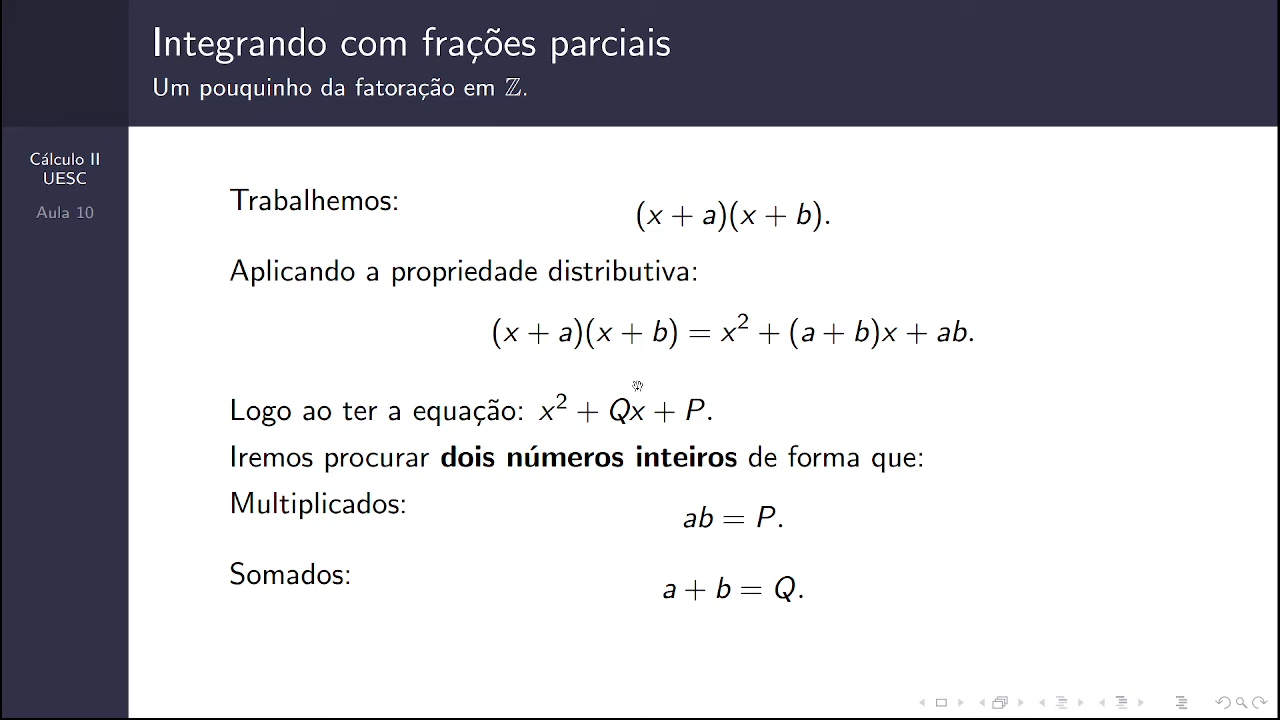 Integrando com frações parciais
Um pouquinho da fatoração em ℤ.
Cálculo II
UESC
Aula 10
Trabalhemos:
(x + a)(x + b).
Aplicando a propriedade distributiva:
(x + a)(x + b) = x² + (a + b)x + ab.
Logo ao ter a equação: x² + Qx + P.
Iremos procurar dois números inteiros de forma que:
Multiplicados:
ab = P.
Somados:
a + b = Q.